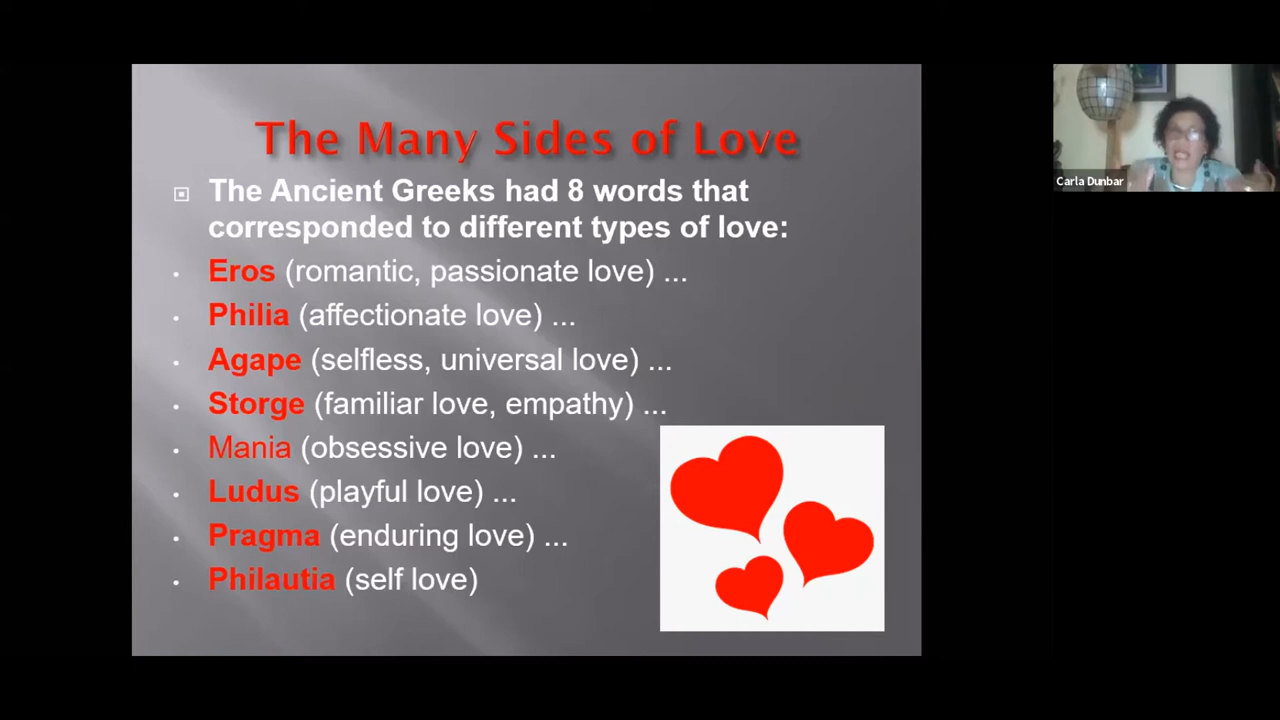 The Many Sides of Love
The Ancient Greeks had 8 words that
corresponded to different types of love:
Eros (romantic, passionate love) ...
Philia (affectionate love) ...
Agape (selfless, universal love) ...
Storge (familiar love, empathy) ...
Mania (obsessive love) ...
Ludus (playful love) ...
Pragma (enduring love) ...
Philautia (self love)
Carla Dunbar